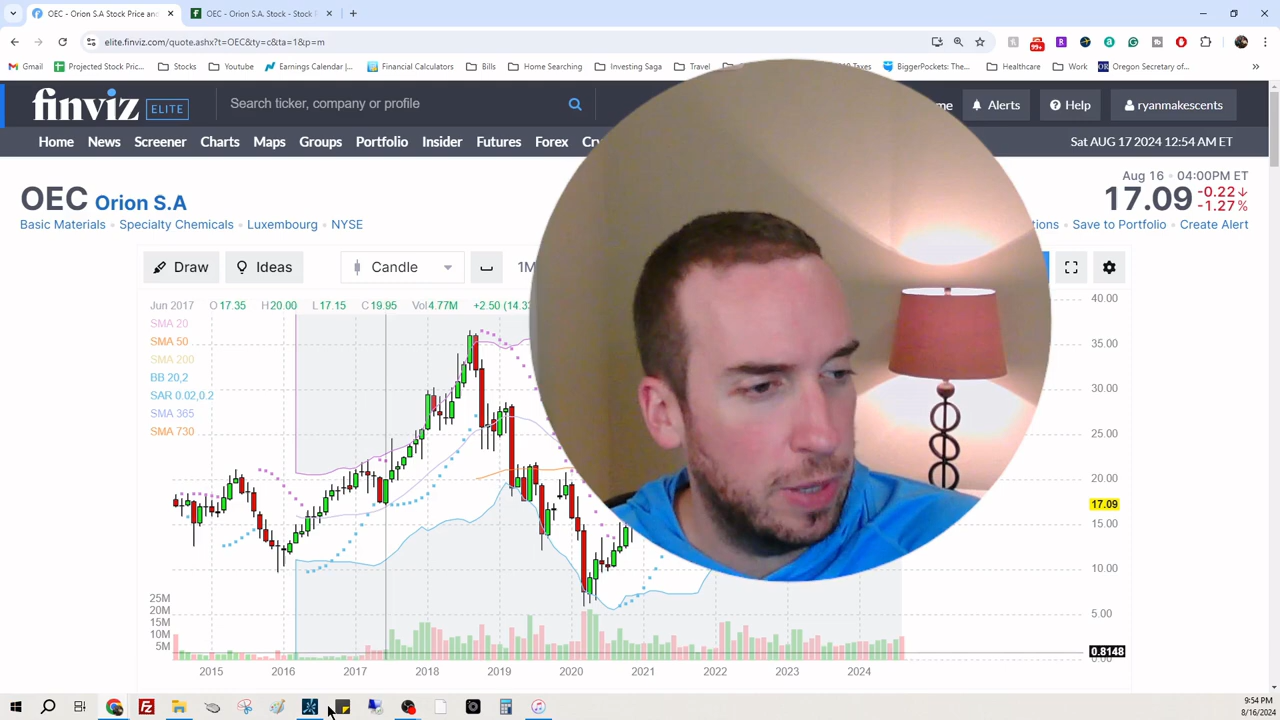 OEC - Orion S.A Stock Price and
OEC - Orion S.A. Stock - Stock P
elite.finviz.com/quote.ashx?t=OEC&ty=c&ta=1&p=m
Gmail
Projected Stock Pric...
Stocks
Youtube
Earnings Calendar |...
Financial Calculators
Bills
Home Searching
Investing Saga
Travel
Taxes
BiggerPockets: The...
Healthcare
Work
Oregon Secretary of...
finviz ELITE
Search ticker, company or profile
Alerts
Help
ryanmakescents
Home News Screener Charts Maps Groups Portfolio Insider Futures Forex
Sat AUG 17 2024 12:54 AM ET
OEC Orion S.A
Aug 16 • 04:00PM ET
17.09 -0.22
-1.27%
Basic Materials • Specialty Chemicals • Luxembourg • NYSE
Save to Portfolio • Create Alert
Draw
Ideas
Candle
Jun 2017 O 17.35 H 20.00 L 17.15 C 19.95 Vol 4.77M
SMA 20
SMA 50
SMA 200
BB 20,2
SAR 0.02,0.2
SMA 365
SMA 730
40.00
35.00
30.00
25.00
20.00
17.09
15.00
10.00
5.00
0.8148
25M
20M
15M
10M
5M
2015 2016 2017 2018 2019 2020 2021 2022 2023 2024
9:54 PM
8/16/2024